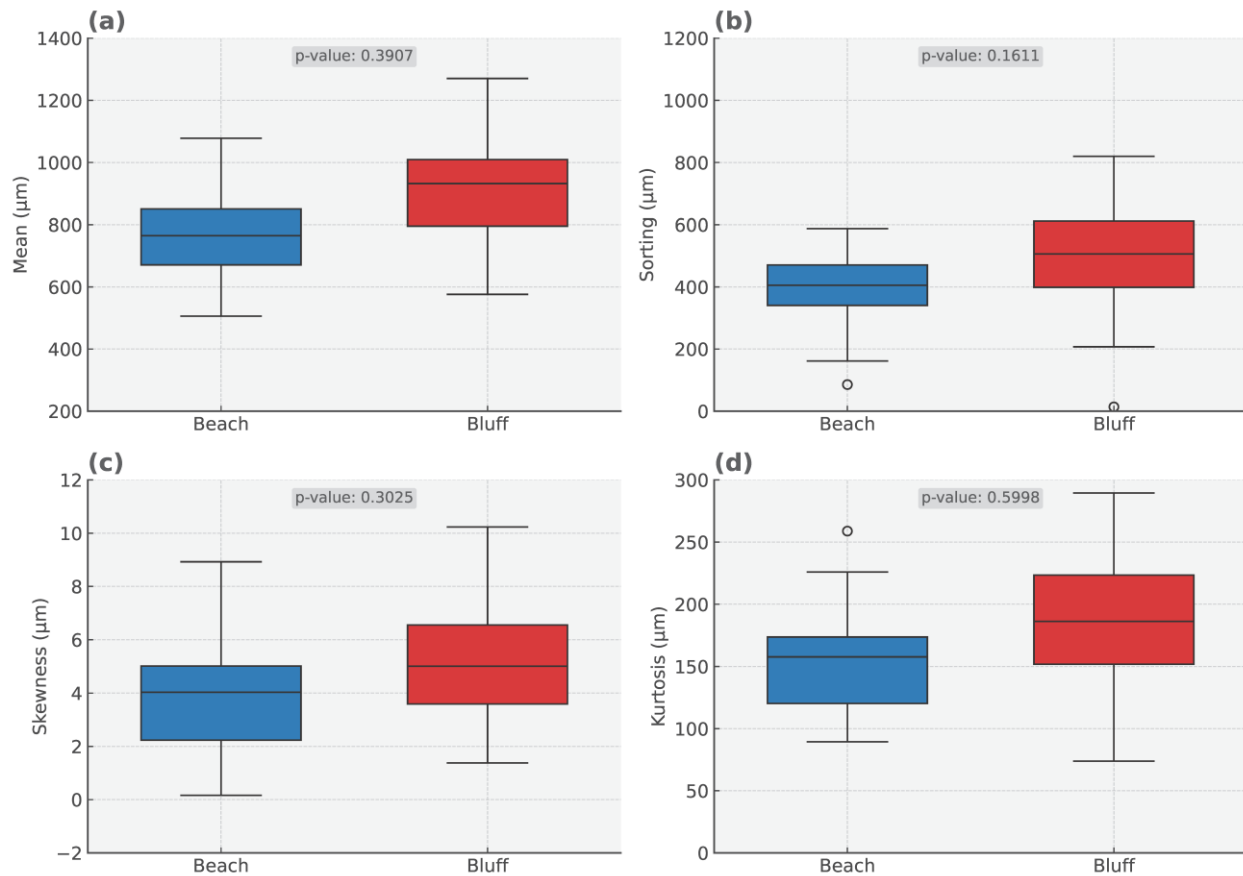 (a)
p-value: 0.3907
Mean (µm)
1400
1200
1000
800
600
400
200
Beach
Bluff
(b)
p-value: 0.1611
Sorting (µm)
1200
1000
800
600
400
200
0
Beach
Bluff
(c)
p-value: 0.3025
Skewness (µm)
12
10
8
6
4
2
0
−2
Beach
Bluff
(d)
p-value: 0.5998
Kurtosis (µm)
300
250
200
150
100
50
0
Beach
Bluff